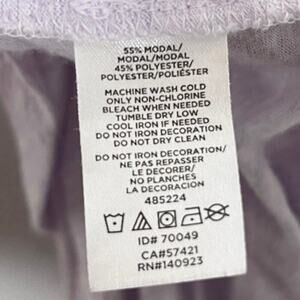 55% MODAL/
MODAL/MODAL
45% POLYESTER/
POLYESTER/POLIÉSTER
MACHINE WASH COLD
ONLY NON-CHLORINE
BLEACH WHEN NEEDED
TUMBLE DRY LOW
COOL IRON IF NEEDED
DO NOT IRON DECORATION
DO NOT DRY CLEAN
DO NOT IRON DECORATION/
NE PAS REPASSER
LE DECORER/
NO PLANCHES
LA DECORACION
485224
ID# 70049
CA#57421
RN#140923